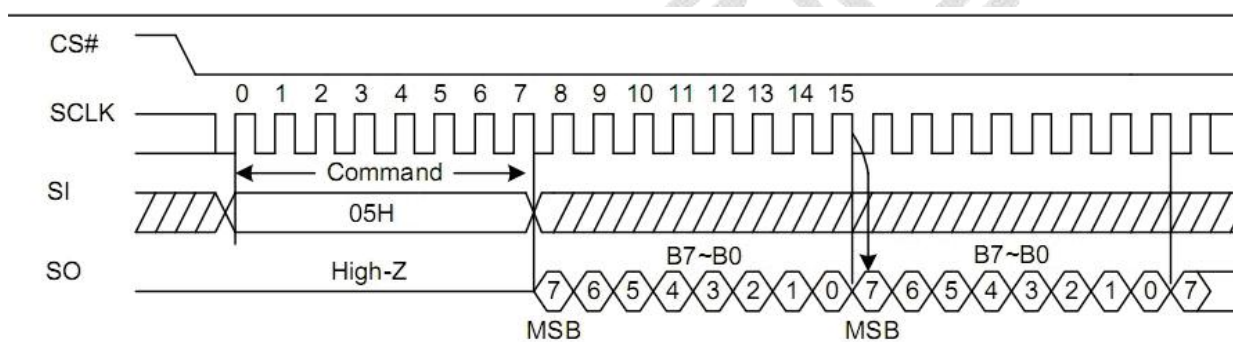 CS#
0 1 2 3 4 5 6 7 8 9 10 11 12 13 14 15
SCLK
Command
SI
05H
B7~B0 B7~B0
SO High-Z
7 6 5 4 3 2 1 0 7 6 5 4 3 2 1 0 7
MSB MSB